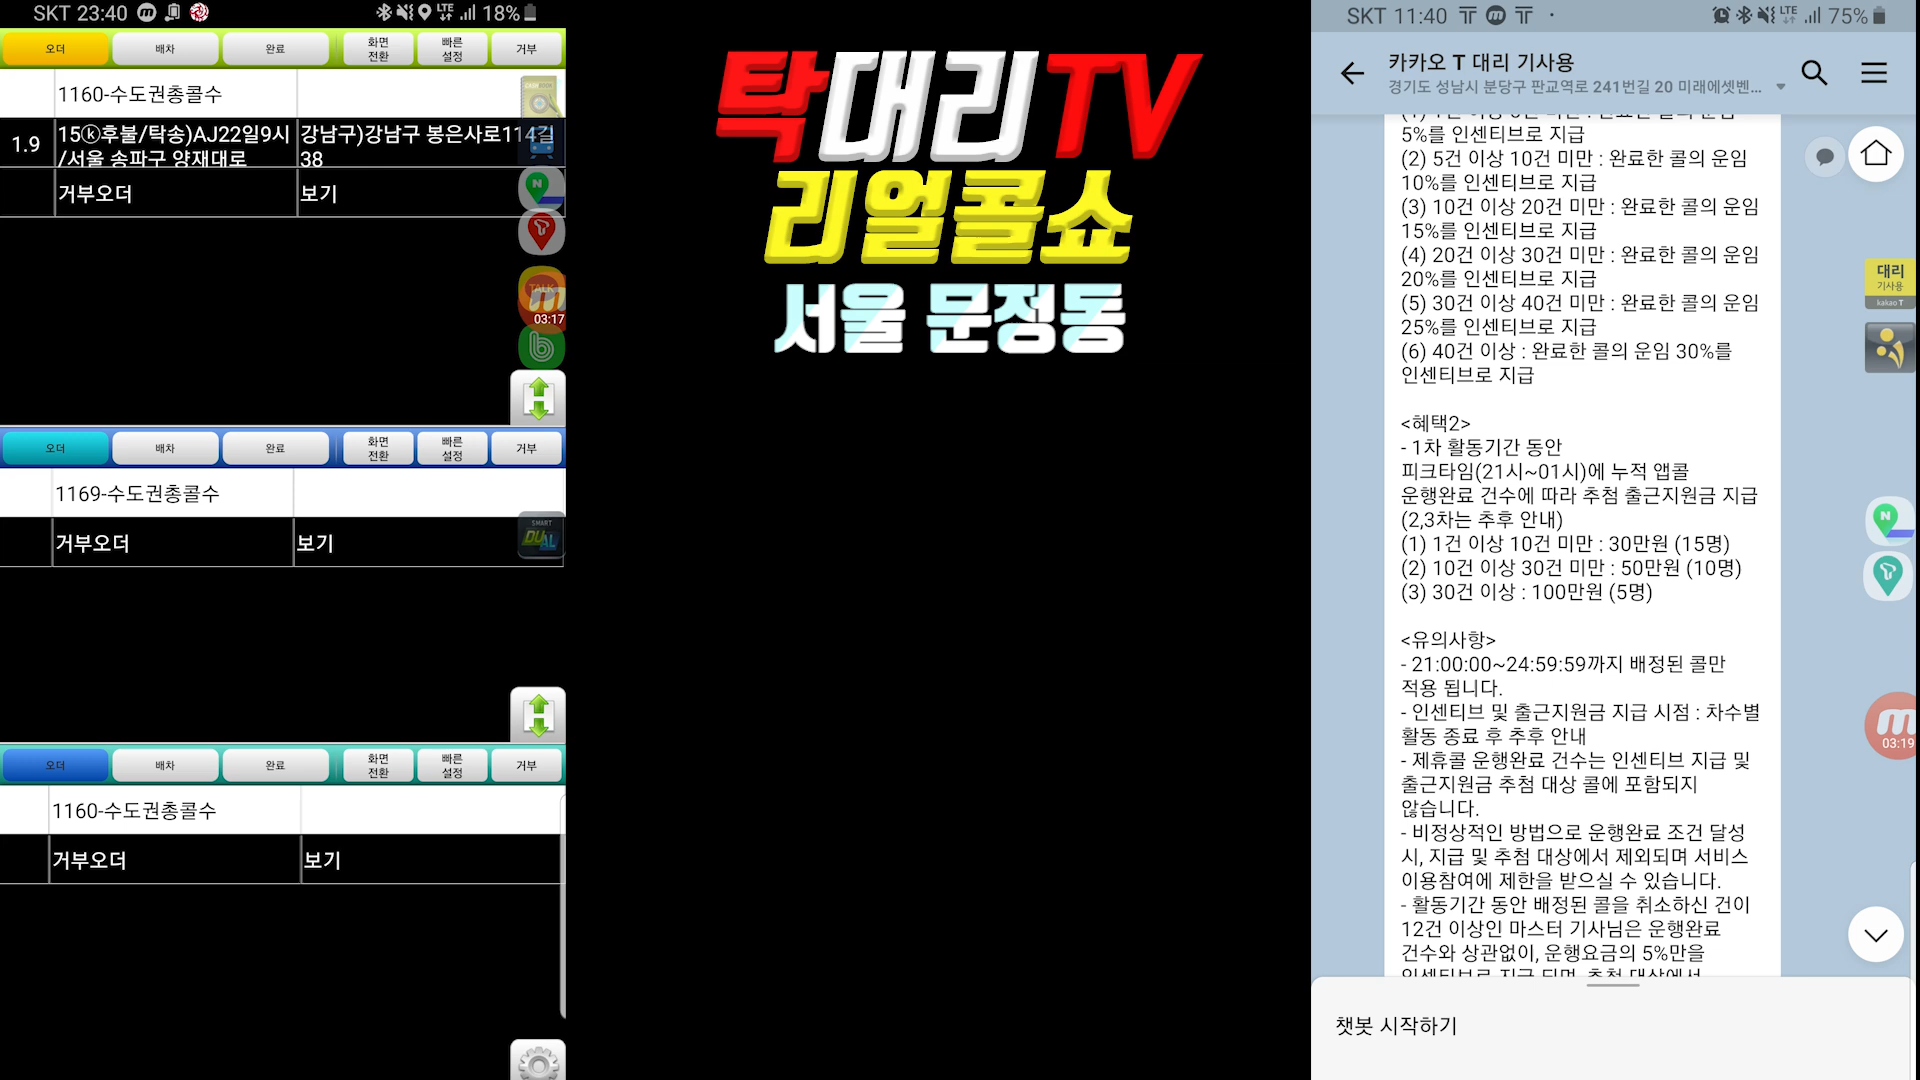 SKT 23:40
LTE
18%
오더
배차
완료
화면
전환
빠른
설정
거부
1160-수도권총콜수
1.9
15ⓚ후불/탁송)AJ22일9시
/서울 송파구 양재대로
강남구)강남구 봉은사로114길
38
거부오더
보기
TALK
03:17
오더
배차
완료
화면
전환
빠른
설정
거부
1169-수도권총콜수
거부오더
보기
SMART
DUAL
오더
배차
완료
화면
전환
빠른
설정
거부
1160-수도권총콜수
거부오더
보기
탁대리TV
리얼콜쇼
서울 문정동
SKT 11:40
LTE
75%
카카오 T 대리 기사용
경기도 성남시 분당구 판교역로 241번길 20 미래에셋벤...
5%를 인센티브로 지급
(2) 5건 이상 10건 미만 : 완료한 콜의 운임
10%를 인센티브로 지급
(3) 10건 이상 20건 미만 : 완료한 콜의 운임
15%를 인센티브로 지급
(4) 20건 이상 30건 미만 : 완료한 콜의 운임
20%를 인센티브로 지급
(5) 30건 이상 40건 미만 : 완료한 콜의 운임
25%를 인센티브로 지급
(6) 40건 이상 : 완료한 콜의 운임 30%를
인센티브로 지급
<혜택2>
- 1차 활동기간 동안
피크타임(21시~01시)에 누적 앱콜
운행완료 건수에 따라 추첨 출근지원금 지급
(2,3차는 추후 안내)
(1) 1건 이상 10건 미만 : 30만원 (15명)
(2) 10건 이상 30건 미만 : 50만원 (10명)
(3) 30건 이상 : 100만원 (5명)
<유의사항>
- 21:00:00~24:59:59까지 배정된 콜만
적용 됩니다.
- 인센티브 및 출근지원금 지급 시점 : 차수별
활동 종료 후 추후 안내
- 제휴콜 운행완료 건수는 인센티브 지급 및
출근지원금 추첨 대상 콜에 포함되지
않습니다.
- 비정상적인 방법으로 운행완료 조건 달성
시, 지급 및 추첨 대상에서 제외되며 서비스
이용참여에 제한을 받으실 수 있습니다.
- 활동기간 동안 배정된 콜을 취소하신 건이
12건 이상인 마스터 기사님은 운행완료
건수와 상관없이, 운행요금의 5%만을
대리
기사용
kakao T
03:19
챗봇 시작하기